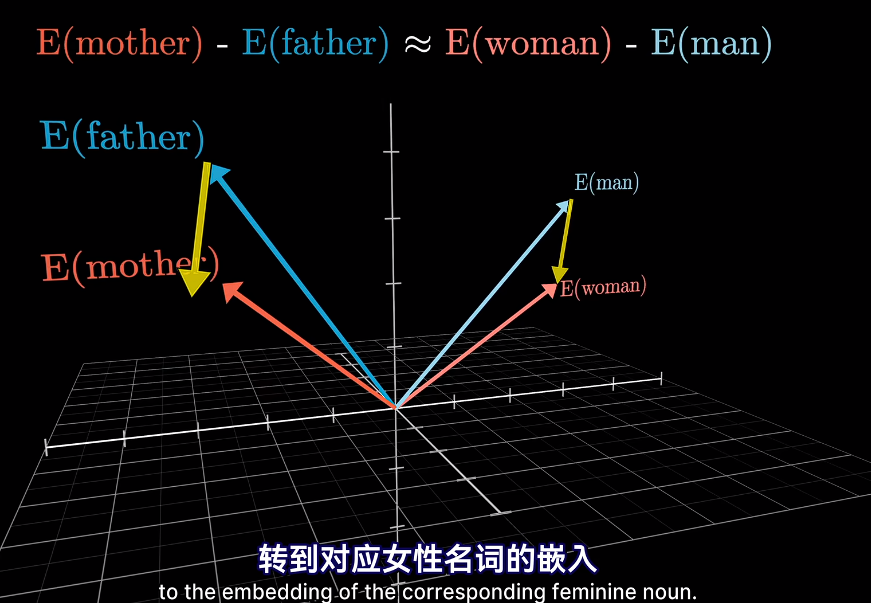 E(mother) - E(father) ≈ E(woman) - E(man)
E(father)
E(man)
E(mother)
E(woman)
转到对应女性名词的嵌入
to the embedding of the corresponding feminine noun.